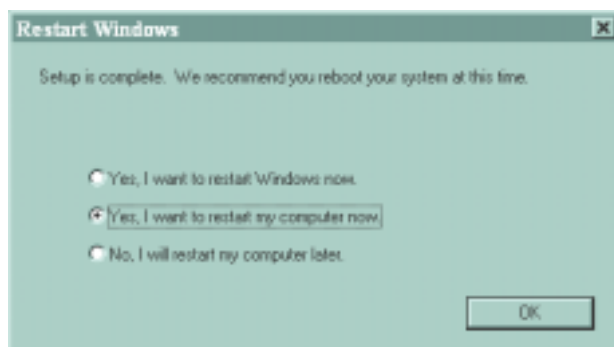 Restart Windows
Setup is complete. We recommend you reboot your system at this time.
Yes, I want to restart Windows now.
Yes, I want to restart my computer now.
No, I will restart my computer later.
OK